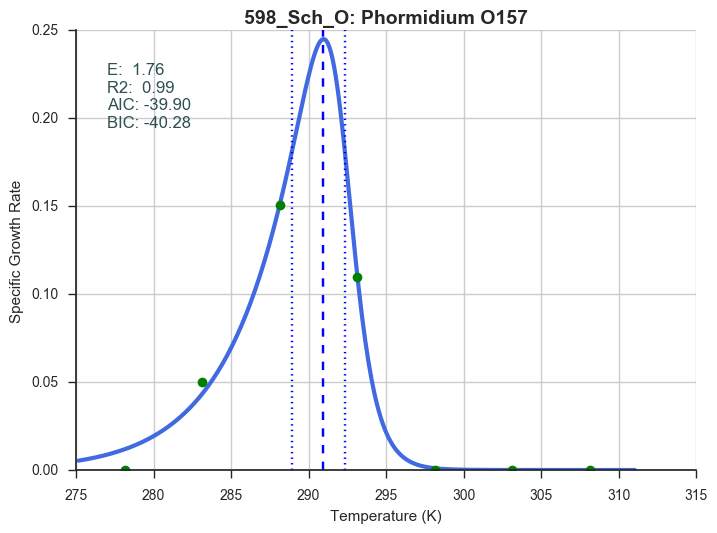 598_Sch_O: Phormidium O157
E:  1.76
R2:  0.99
AIC: -39.90
BIC: -40.28
Specific Growth Rate
0.25
0.20
0.15
0.10
0.05
0.00
275 280 285 290 295 300 305 310 315
Temperature (K)